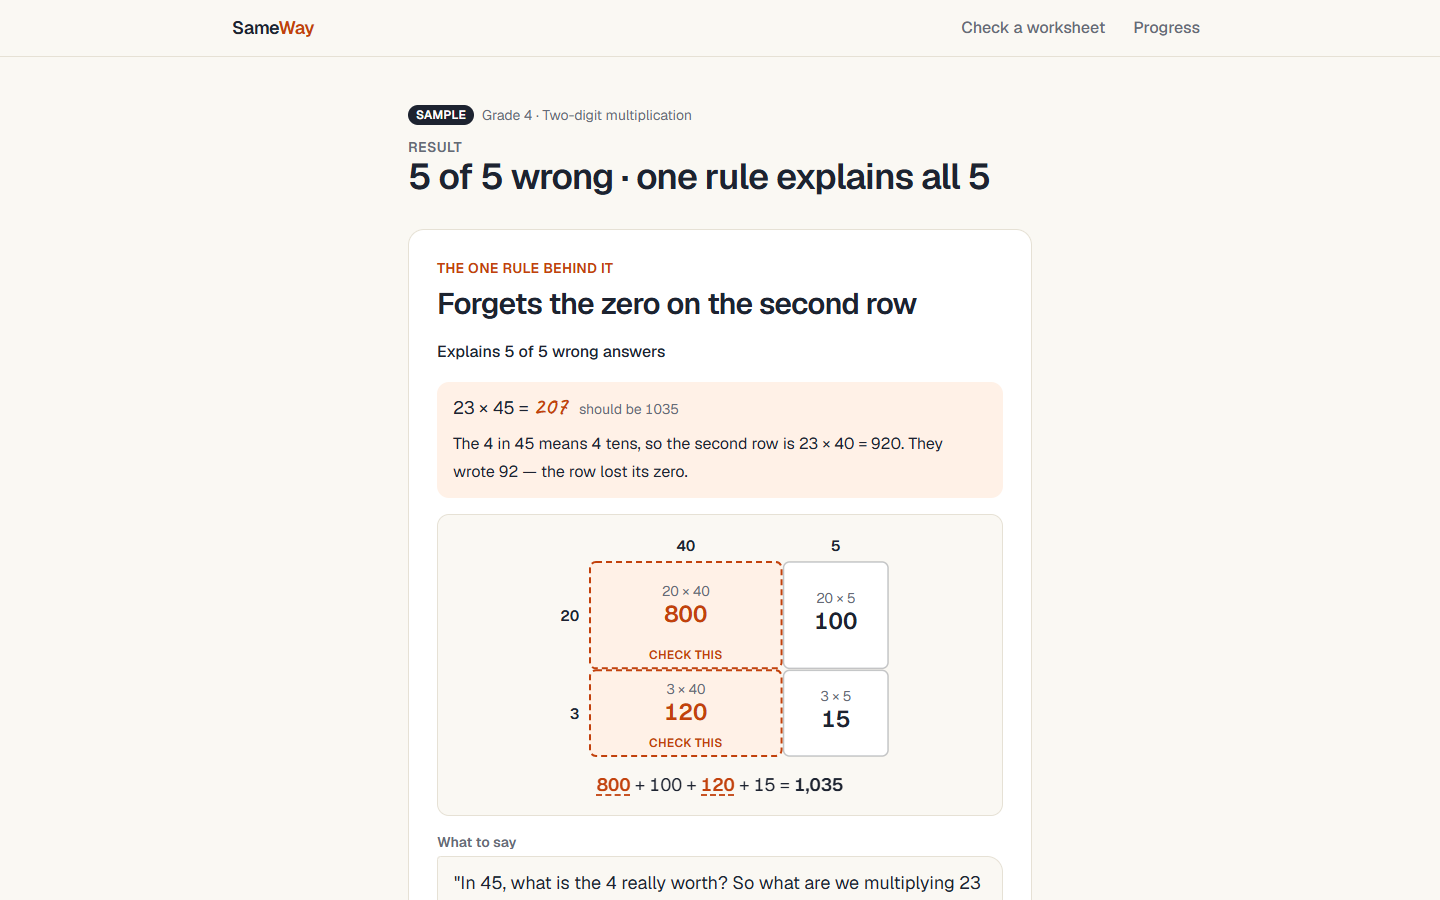 SameWay
Check a worksheet
Progress
SAMPLE
Grade 4 · Two-digit multiplication
RESULT
5 of 5 wrong · one rule explains all 5
THE ONE RULE BEHIND IT
Forgets the zero on the second row
Explains 5 of 5 wrong answers
23 × 45 = 207 should be 1035
The 4 in 45 means 4 tens, so the second row is 23 × 40 = 920. They
wrote 92 — the row lost its zero.
40
5
20
20 × 40
800
CHECK THIS
20 × 5
100
3
3 × 40
120
CHECK THIS
3 × 5
15
800 + 100 + 120 + 15 = 1,035
What to say
"In 45, what is the 4 really worth? So what are we multiplying 23